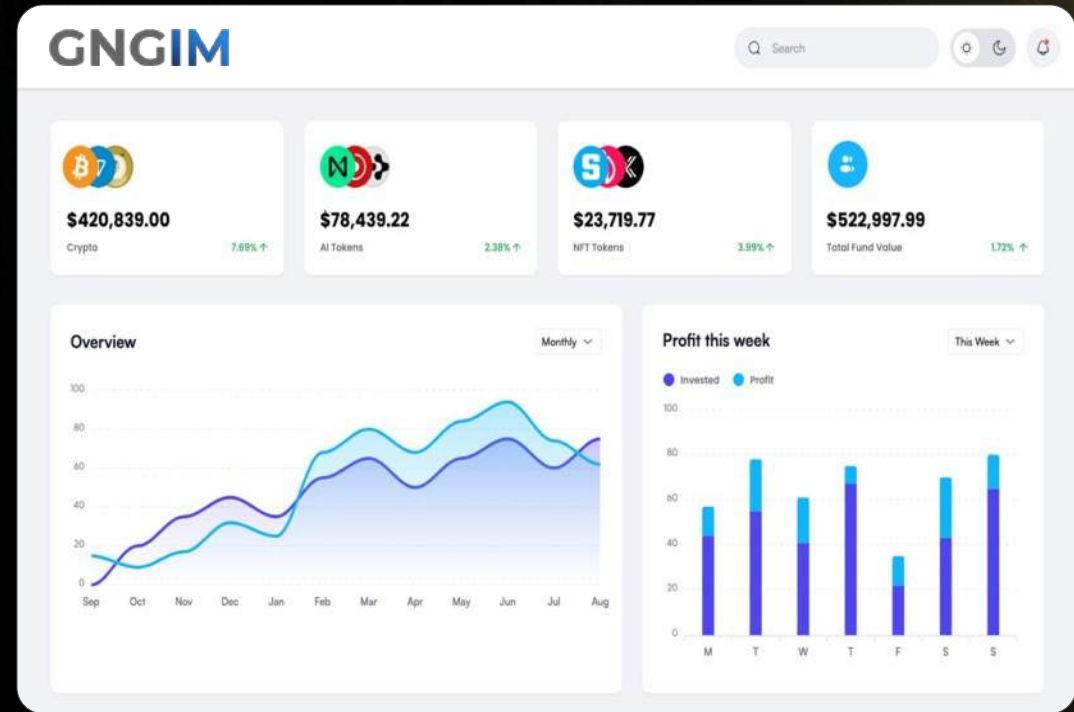 GNGIM
Search
$420,839.00
Crypto 7.69% ↑
$78,439.22
AI Tokens 2.38% ↑
$23,719.77
NFT Tokens 3.99% ↑
$522,997.99
Total Fund Value 1.72% ↑
Overview
Monthly
100
80
60
40
20
0
Sep Oct Nov Dec Jan Feb Mar Apr May Jun Jul Aug
Profit this week
This Week
Invested Profit
100
80
60
40
20
0
M T W T F S S